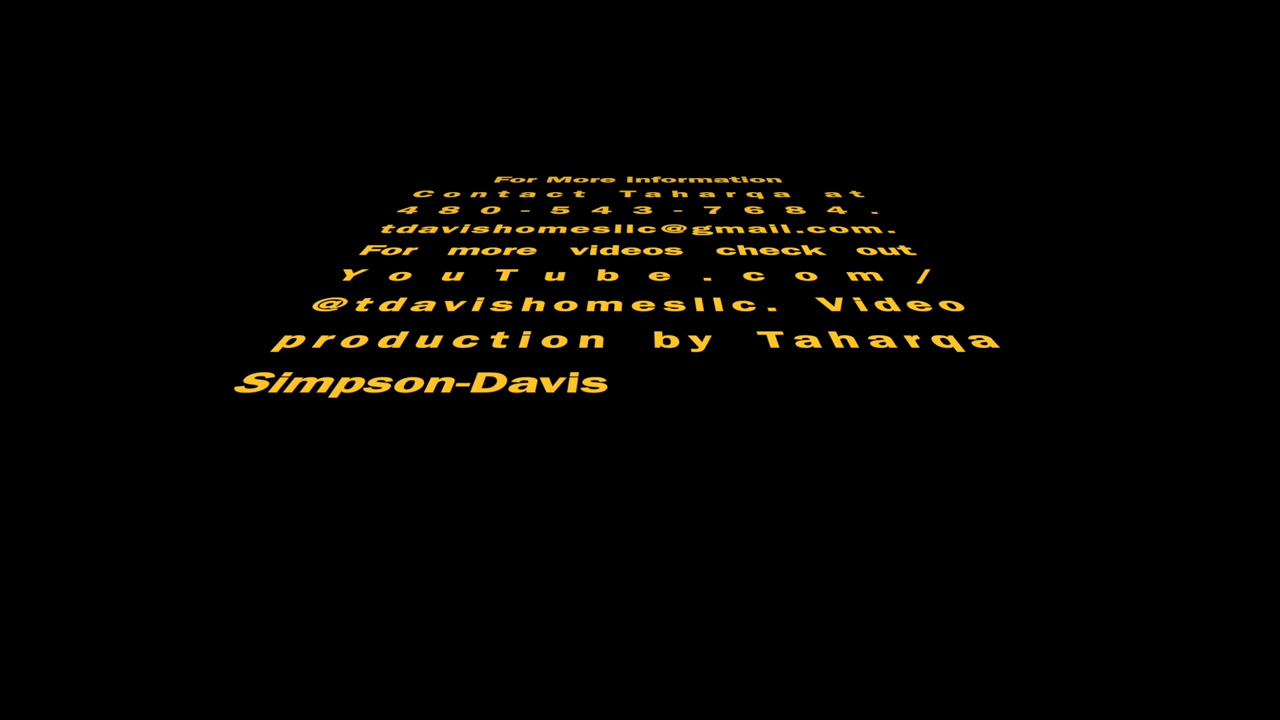 For More Information
Contact Taharqa at
480-543-7684.
tdavishomesllc@gmail.com.
For more videos check out
YouTube.com/
@tdavishomesllc. Video
production by Taharqa
Simpson-Davis